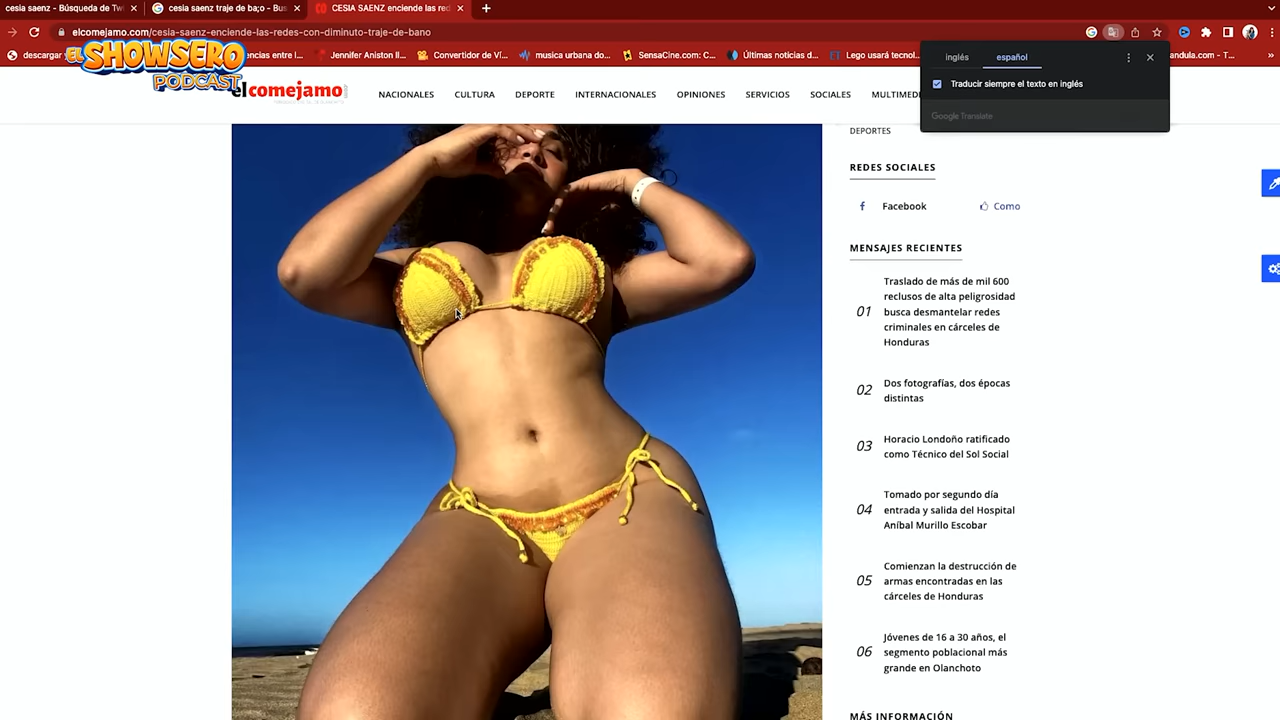 cesia saenz - Búsqueda de Tw
cesia saenz traje de ba;o - Bus
CESIA SAENZ enciende las red
elcomejamo.com/cesia-saenz-enciende-las-redes-con-diminuto-traje-de-bano
descargar
encias entre l...
Jennifer Aniston Il...
Convertidor de Ví...
musica urbana do...
SensaCine.com: C...
Últimas noticias d...
Lego usará tecnol...
andula.com - T...
EL SHOWSERO
PODCAST
inglés
español
Traducir siempre el texto en inglés
Google Translate
elcomejamo
NACIONALES
CULTURA
DEPORTE
INTERNACIONALES
OPINIONES
SERVICIOS
SOCIALES
MULTIMED
DEPORTES
REDES SOCIALES
Facebook
Como
MENSAJES RECIENTES
01
Traslado de más de mil 600
reclusos de alta peligrosidad
busca desmantelar redes
criminales en cárceles de
Honduras
02
Dos fotografías, dos épocas
distintas
03
Horacio Londoño ratificado
como Técnico del Sol Social
04
Tomado por segundo día
entrada y salida del Hospital
Aníbal Murillo Escobar
05
Comienzan la destrucción de
armas encontradas en las
cárceles de Honduras
06
Jóvenes de 16 a 30 años, el
segmento poblacional más
grande en Olanchoto
MÁS INFORMACIÓN